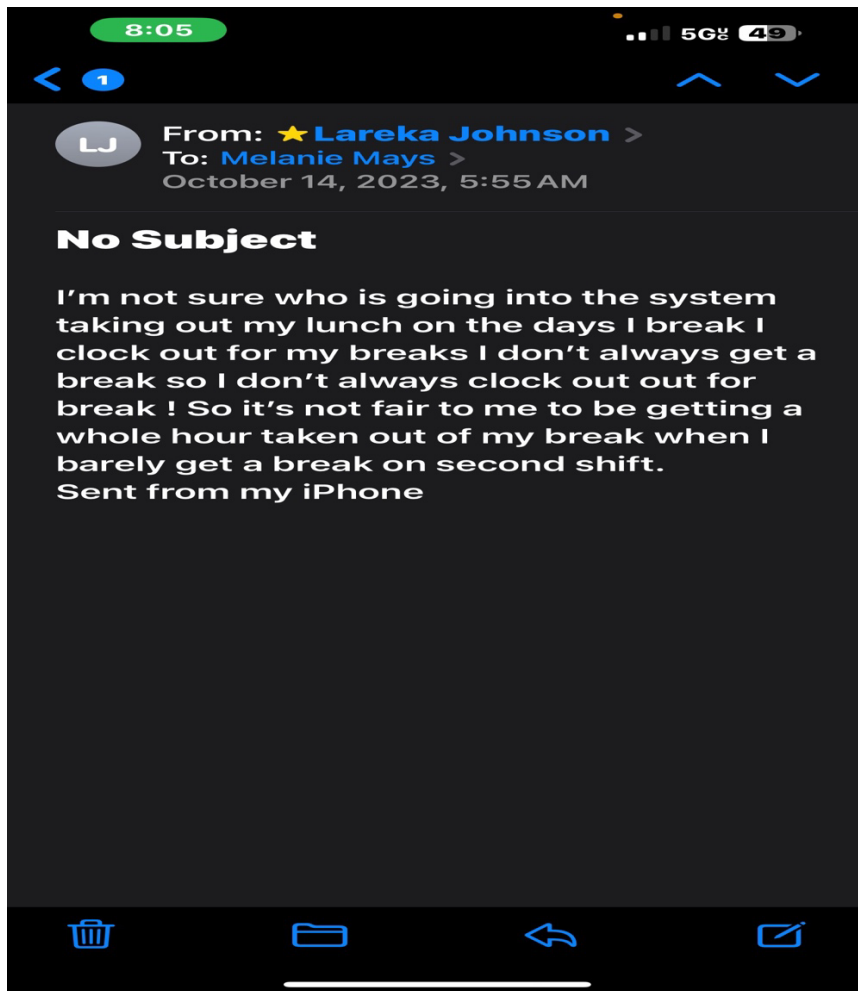 8:05
5GUC 49
1
LJ
From: ⭐Lareka Johnson >
To: Melanie Mays >
October 14, 2023, 5:55 AM
No Subject
I’m not sure who is going into the system
taking out my lunch on the days I break I
clock out for my breaks I don’t always get a
break so I don’t always clock out out for
break ! So it’s not fair to me to be getting a
whole hour taken out of my break when I
barely get a break on second shift.
Sent from my iPhone